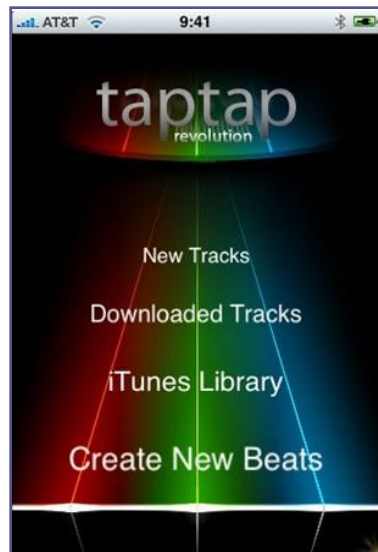 AT&T 9:41
taptap
revolution
New Tracks
Downloaded Tracks
iTunes Library
Create New Beats